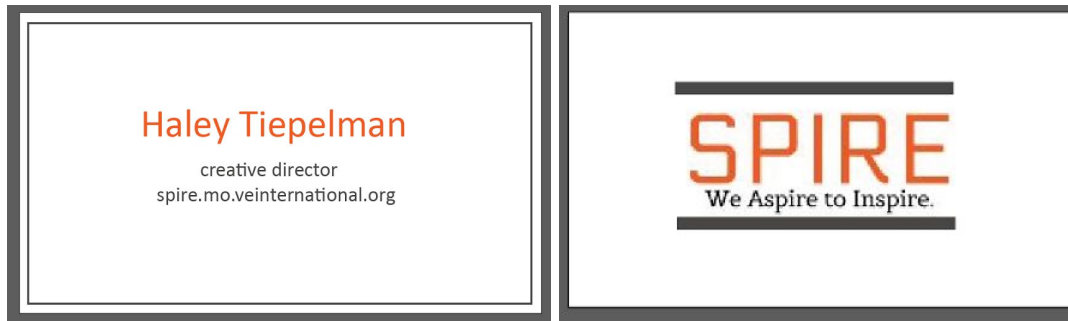 Haley Tiepelman
creative director
spire.mo.veinternational.org
SPIRE
We Aspire to Inspire.